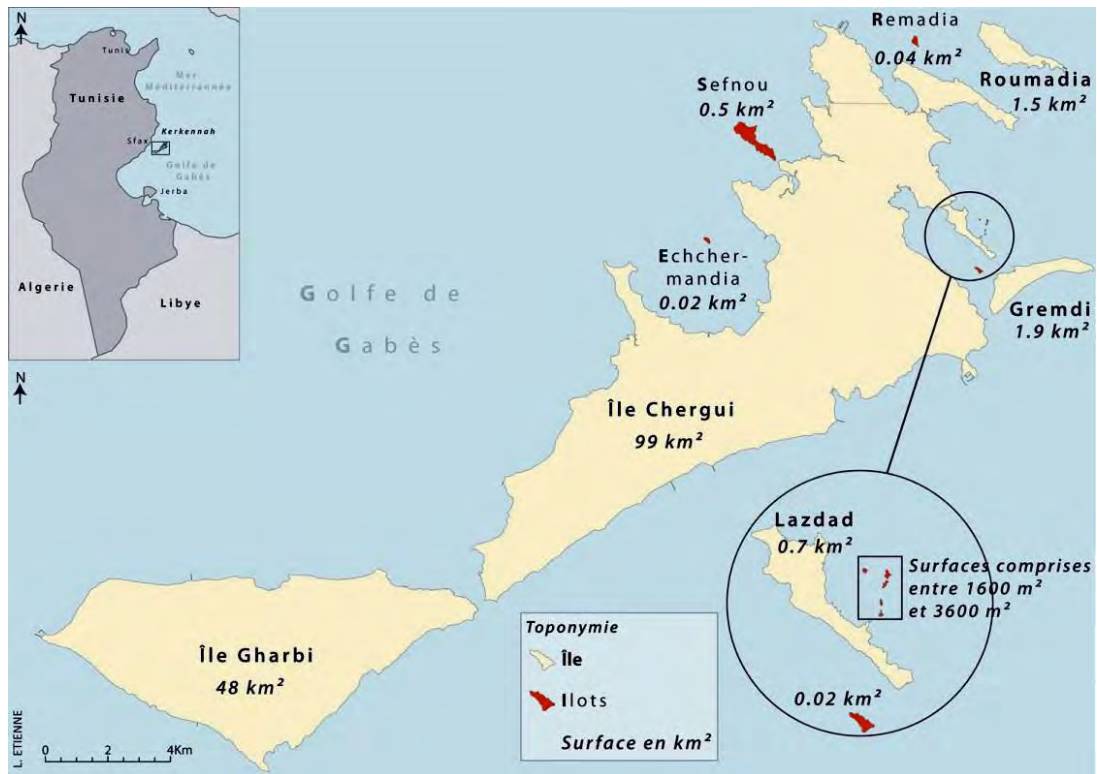 N
Tunis
Mer
Méditerrannée
Tunisie
Kerkennah
Sfax
Golfe de
Gabès
Jerba
Algerie
Libye
N
Remadia
0.04 km²
Roumadia
1.5 km²
Sefnou
0.5 km²
Echcher-
mandia
0.02 km²
Golfe de
Gabès
Gremdi
1.9 km²
Île Chergui
99 km²
Lazdad
0.7 km²
Surfaces comprises
entre 1600 m²
et 3600 m²
0.02 km²
Île Gharbi
48 km²
Toponymie
Île
Ilots
Surface en km²
L. ETIENNE
0 2 4Km